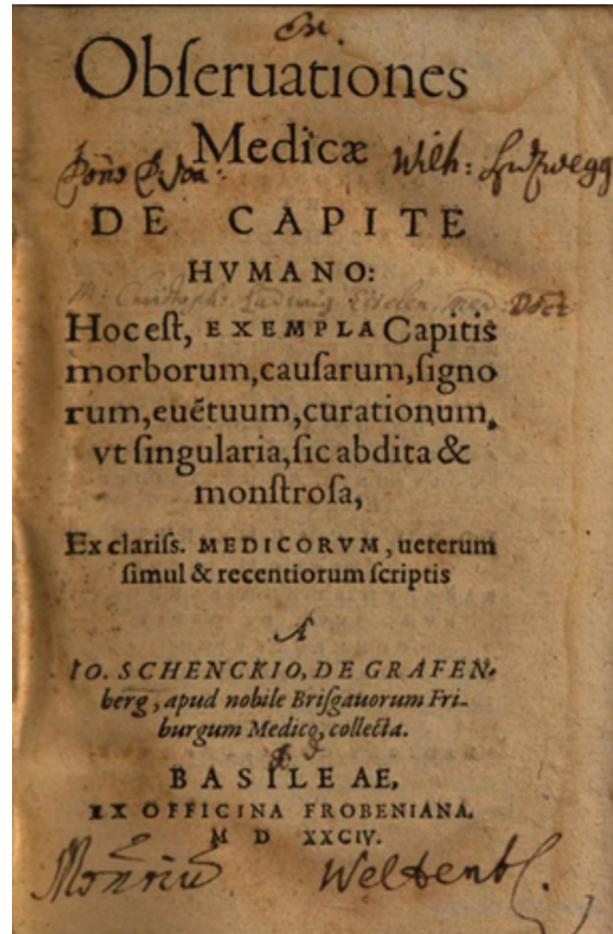 Obſeruationes
Medicæ
Wilh:
DE CAPITE
HVMANO:
Hoc eſt, EXEMPLA Capitis
morborum, cauſarum, ſigno
rum, euẽtuum, curationum,
vt ſingularia, ſic abdita &
monſtroſa,
Ex clariſs. MEDICORVM, ueterum
ſimul & recentiorum ſcriptis
A
IO. SCHENCKIO, DE GRAFEN-
berg, apud nobile Briſgauorum Fri-
burgum Medico, collecta.
BASILEAE,
EX OFFICINA FROBENIANA.
M D XXCIV.